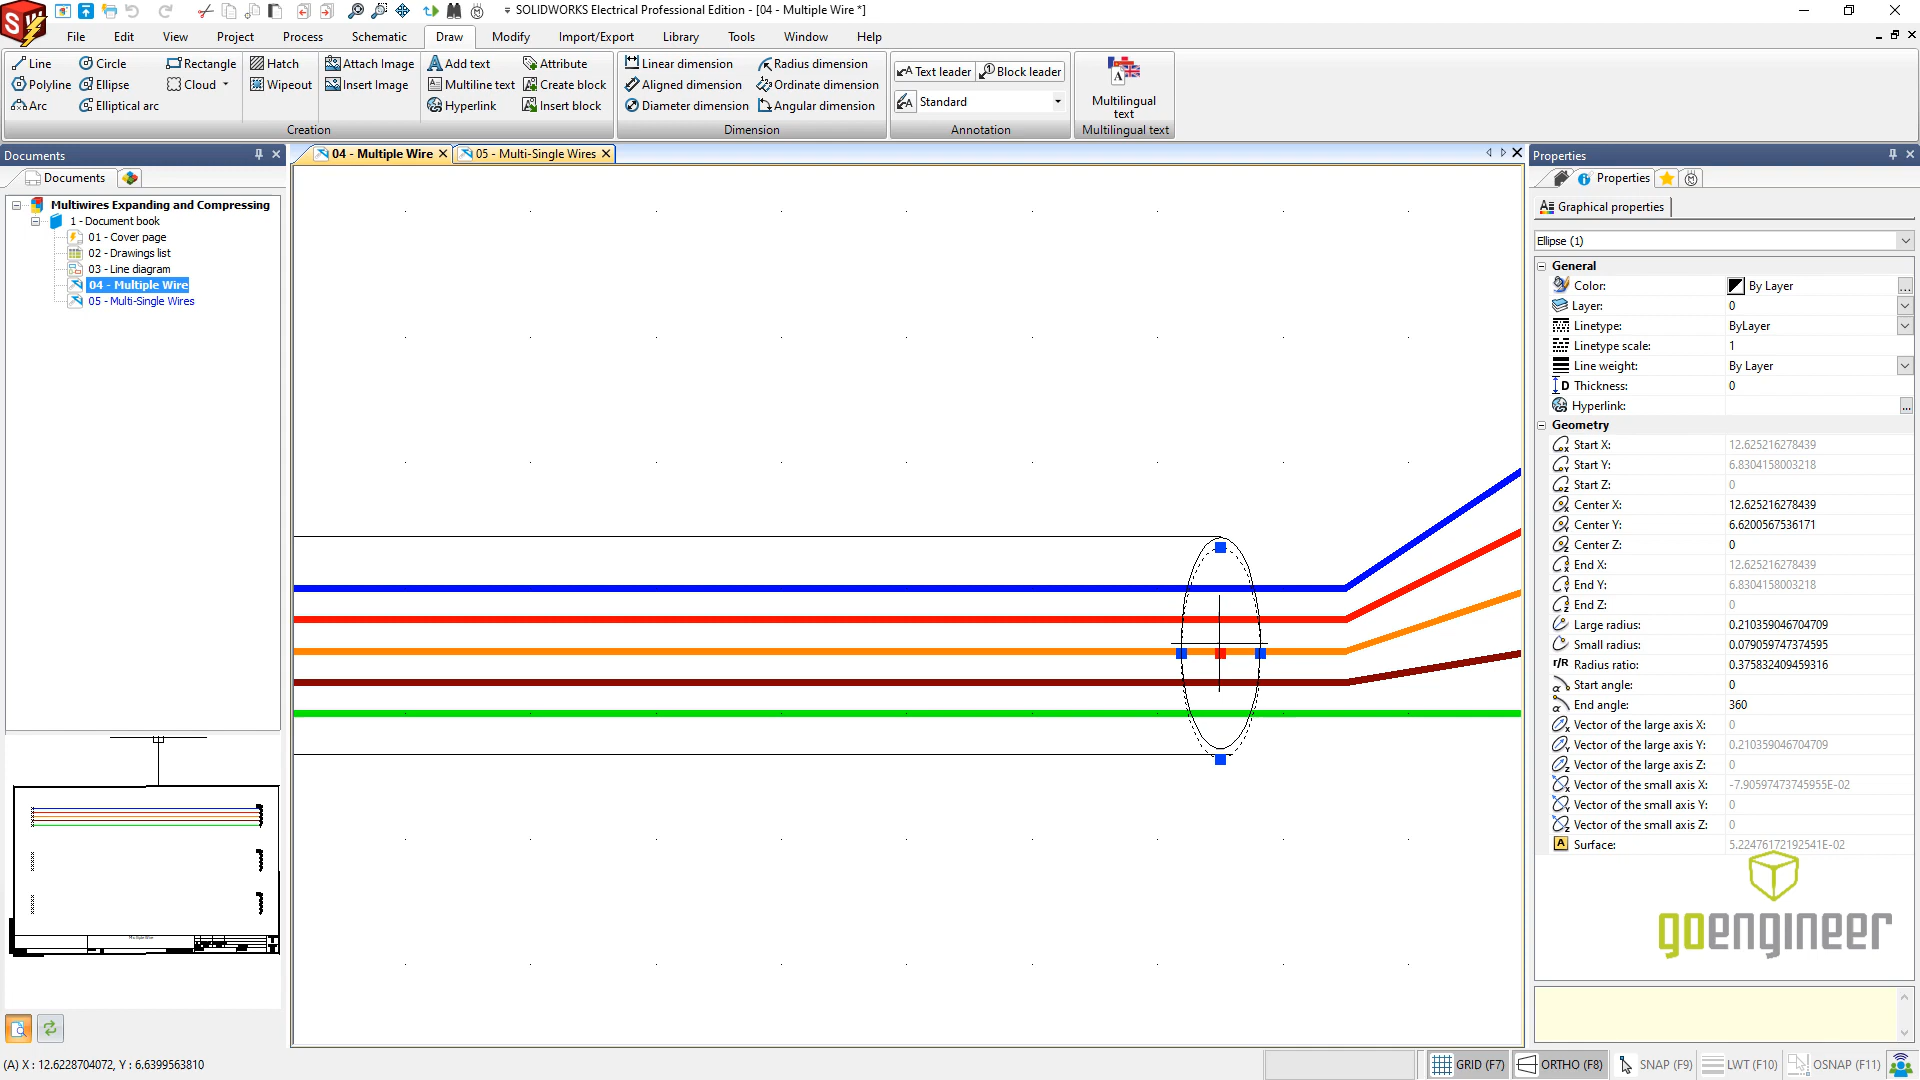 SOLIDWORKS Electrical Professional Edition - [04 - Multiple Wire *]
File Edit View Project Process Schematic Draw Modify Import/Export Library Tools Window Help
Line Circle Rectangle Hatch Attach Image Add text Attribute Linear dimension Radius dimension Text leader Block leader
Polyline Ellipse Cloud Wipeout Insert Image Multiline text Create block Aligned dimension Ordinate dimension
Arc Elliptical arc Hyperlink Insert block Diameter dimension Angular dimension Standard
Multilingual text
Creation Dimension Annotation Multilingual text
Documents
Documents
Multiwires Expanding and Compressing
1 - Document book
01 - Cover page
02 - Drawings list
03 - Line diagram
04 - Multiple Wire
05 - Multi-Single Wires
04 - Multiple Wire 05 - Multi-Single Wires
Properties
Properties
Graphical properties
Ellipse (1)
General
Color: By Layer
Layer: 0
Linetype: ByLayer
Linetype scale: 1
Line weight: By Layer
Thickness: 0
Hyperlink:
Geometry
Start X: 12.625216278439
Start Y: 6.8304158003218
Start Z: 0
Center X: 12.625216278439
Center Y: 6.6200567536171
Center Z: 0
End X: 12.625216278439
End Y: 6.8304158003218
End Z: 0
Large radius: 0.210359046704709
Small radius: 0.079059747374595
Radius ratio: 0.375832409459316
Start angle: 0
End angle: 360
Vector of the large axis X: 0
Vector of the large axis Y: 0.210359046704709
Vector of the large axis Z: 0
Vector of the small axis X: -7.90597473745955E-02
Vector of the small axis Y: 0
Vector of the small axis Z: 0
Surface: 5.22476172192541E-02
goengineer
(A) X : 12.6228704072, Y : 6.6399563810
GRID (F7) ORTHO (F8) SNAP (F9) LWT (F10) OSNAP (F11)